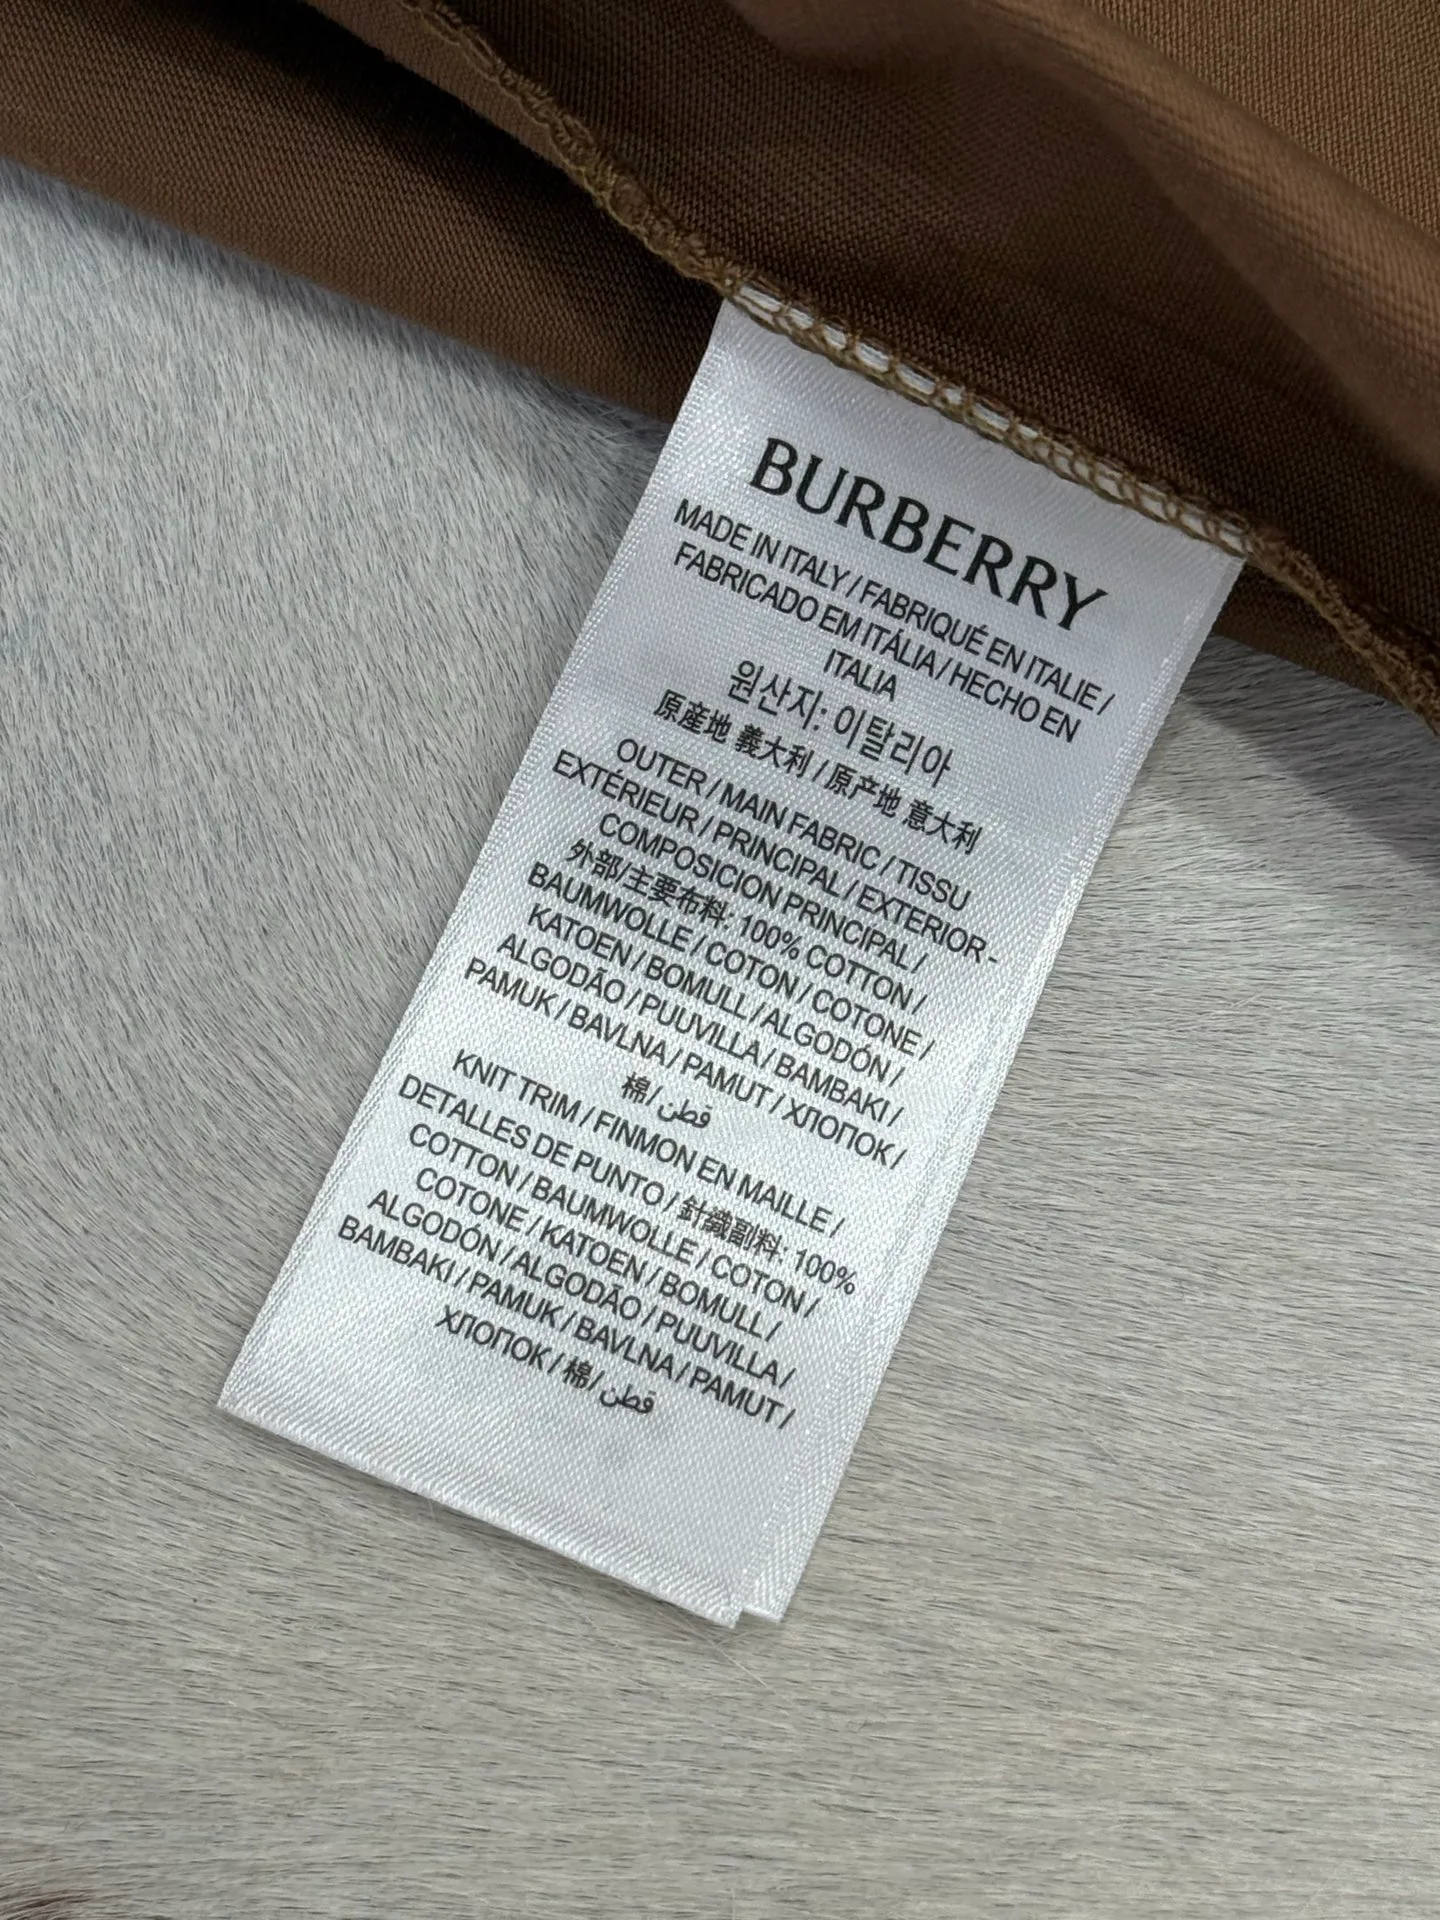 BURBERRY
MADE IN ITALY / FABRIQUÉ EN ITALIE /
FABRICADO EM ITÁLIA / HECHO EN
ITALIA
원산지: 이탈리아
原産地 義大利 / 原产地 意大利
OUTER / MAIN FABRIC / TISSU
EXTÉRIEUR / PRINCIPAL / EXTERIOR -
COMPOSICION PRINCIPAL /
外部/主要布料: 100% COTTON /
BAUMWOLLE / COTON / COTONE /
KATOEN / BOMULL / ALGODÓN /
ALGODÃO / PUUVILLA / BAMBAKI /
PAMUK / BAVLNA / PAMUT / ХЛОПОК /
棉 / قطن
KNIT TRIM / FINMON EN MAILLE /
DETALLES DE PUNTO / 針織副料: 100%
COTTON / BAUMWOLLE / COTON /
COTONE / KATOEN / BOMULL /
ALGODÓN / ALGODÃO / PUUVILLA /
BAMBAKI / PAMUK / BAVLNA / PAMUT /
ХЛОПОК / 棉 / قطن